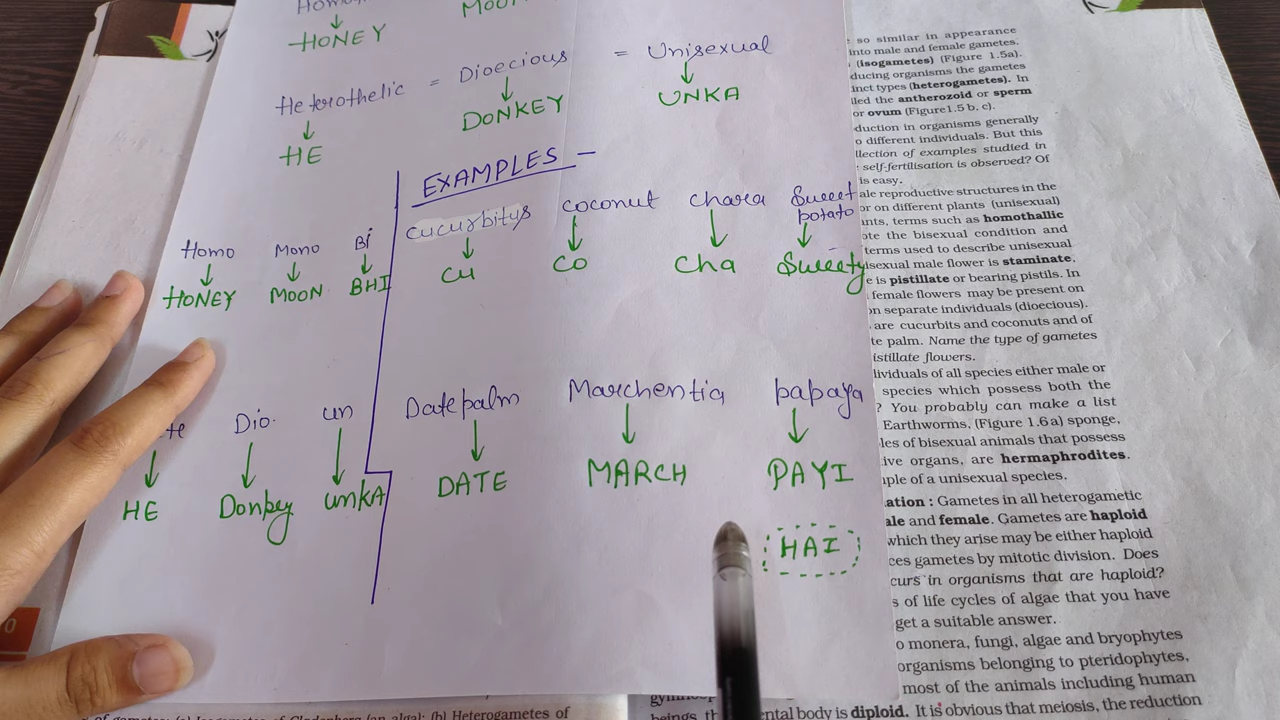 HONEY
Heterothelic = Dioecious = Unisexual
HE DONKEY UNKA
EXAMPLES –
cucurbitys coconut chara Sweet potato
CU CO Cha Sweety
Homo Mono Bi
HONEY MOON BHI
Datepalm Marchentia papaya
DATE MARCH PAYI
HAI
Dio. un
HE Donkey unKA
so similar in appearance
into male and female gametes.
(isogametes) (Figure 1.5a).
ducing organisms the gametes
inct types (heterogametes). In
led the antherozoid or sperm
or ovum (Figure1.5 b, c).
duction in organisms generally
o different individuals. But this
llection of examples studied in
self-fertilisation is observed? Of
is easy.
ale reproductive structures in the
or on different plants (unisexual)
nts, terms such as homothallic
ote the bisexual condition and
terms used to describe unisexual
isexual male flower is staminate,
e is pistillate or bearing pistils. In
female flowers may be present on
on separate individuals (dioecious).
are cucurbits and coconuts and of
te palm. Name the type of gametes
istillate flowers.
dividuals of all species either male or
species which possess both the
? You probably can make a list
Earthworms, (Figure 1.6 a) sponge,
les of bisexual animals that possess
ive organs, are hermaphrodites.
ple of a unisexual species.
ation : Gametes in all heterogametic
ale and female. Gametes are haploid
which they arise may be either haploid
ces gametes by mitotic division. Does
curs in organisms that are haploid?
s of life cycles of algae that you have
get a suitable answer.
o monera, fungi, algae and bryophytes
organisms belonging to pteridophytes,
most of the animals including human
ental body is diploid. It is obvious that meiosis, the reduction
(b) Heterogametes of